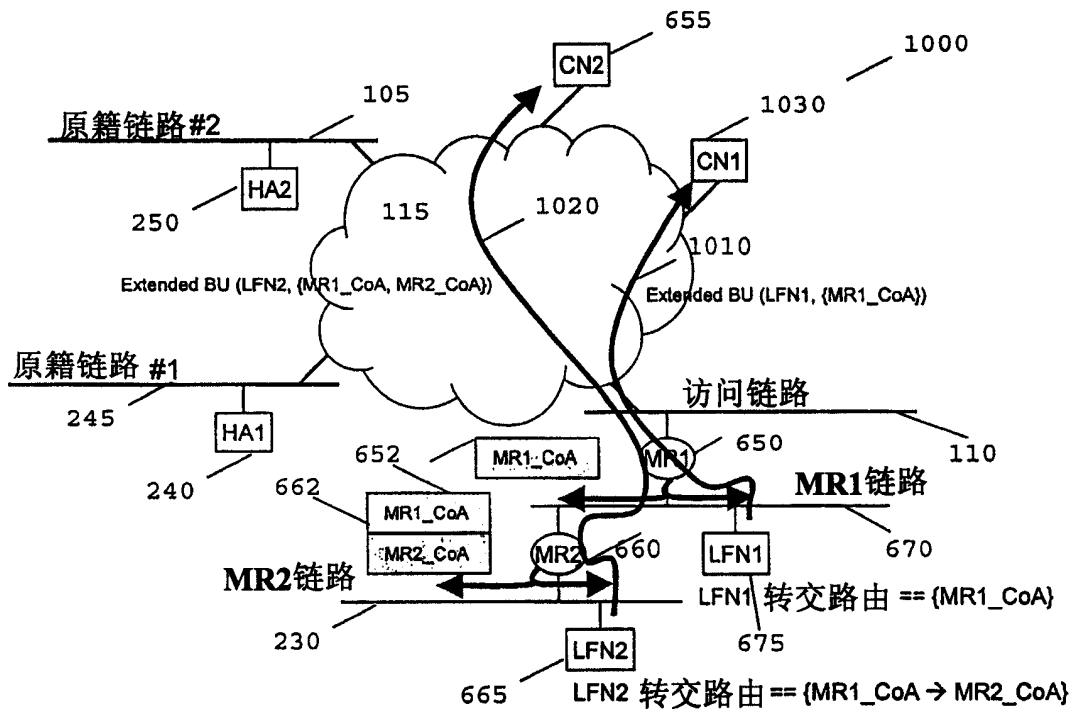 655
CN2
1000
105
1030
原籍链路#2
CN1
HA2
115
1020
250
1010
Extended BU (LFN2, {MR1_CoA, MR2_CoA})
Extended BU (LFN1, {MR1_CoA})
原籍链路 #1
访问链路
245
HA1
650
110
652
MR1_CoA
MR1
240
662
MR1链路
MR1_CoA
MR2_CoA
MR2
660
LFN1
670
MR2链路
LFN1 转交路由 == {MR1_CoA}
230
675
LFN2
665
LFN2 转交路由 == {MR1_CoA → MR2_CoA}